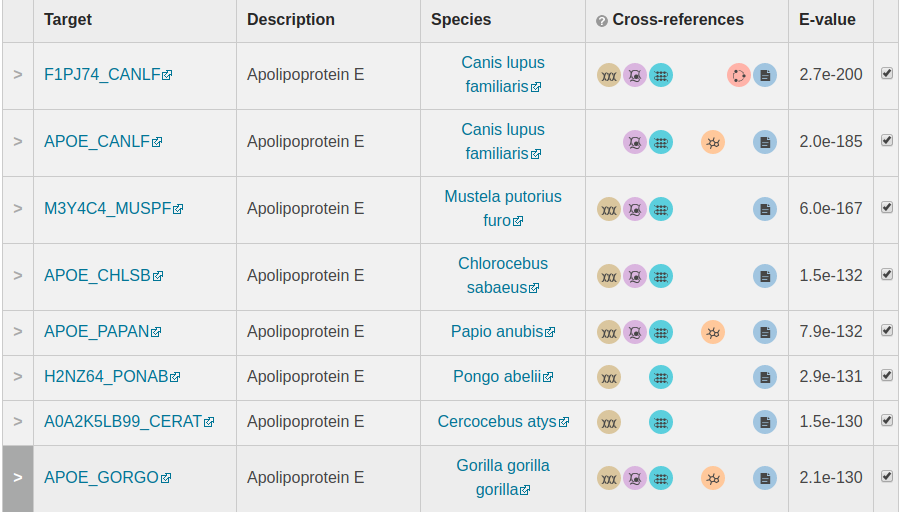 Target Description Species ? Cross-references E-value
> F1PJ74_CANLF Apolipoprotein E Canis lupus familiaris 2.7e-200
> APOE_CANLF Apolipoprotein E Canis lupus familiaris 2.0e-185
> M3Y4C4_MUSPF Apolipoprotein E Mustela putorius furo 6.0e-167
> APOE_CHLSB Apolipoprotein E Chlorocebus sabaeus 1.5e-132
> APOE_PAPAN Apolipoprotein E Papio anubis 7.9e-132
> H2NZ64_PONAB Apolipoprotein E Pongo abelii 2.9e-131
> A0A2K5LB99_CERAT Apolipoprotein E Cercocebus atys 1.5e-130
> APOE_GORGO Apolipoprotein E Gorilla gorilla gorilla 2.1e-130